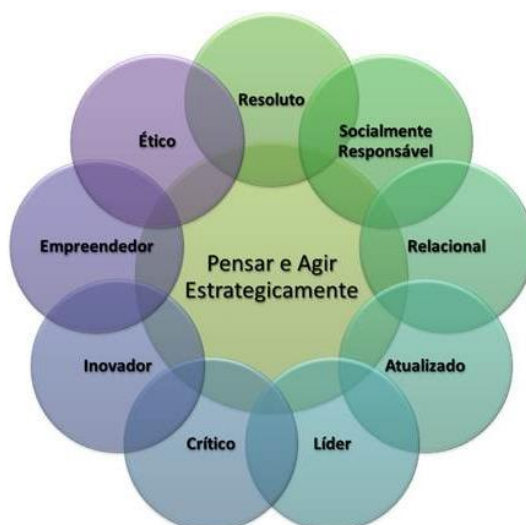 Resoluto
Socialmente
Responsável
Relacional
Atualizado
Líder
Crítico
Inovador
Empreendedor
Ético
Pensar e Agir
Estrategicamente